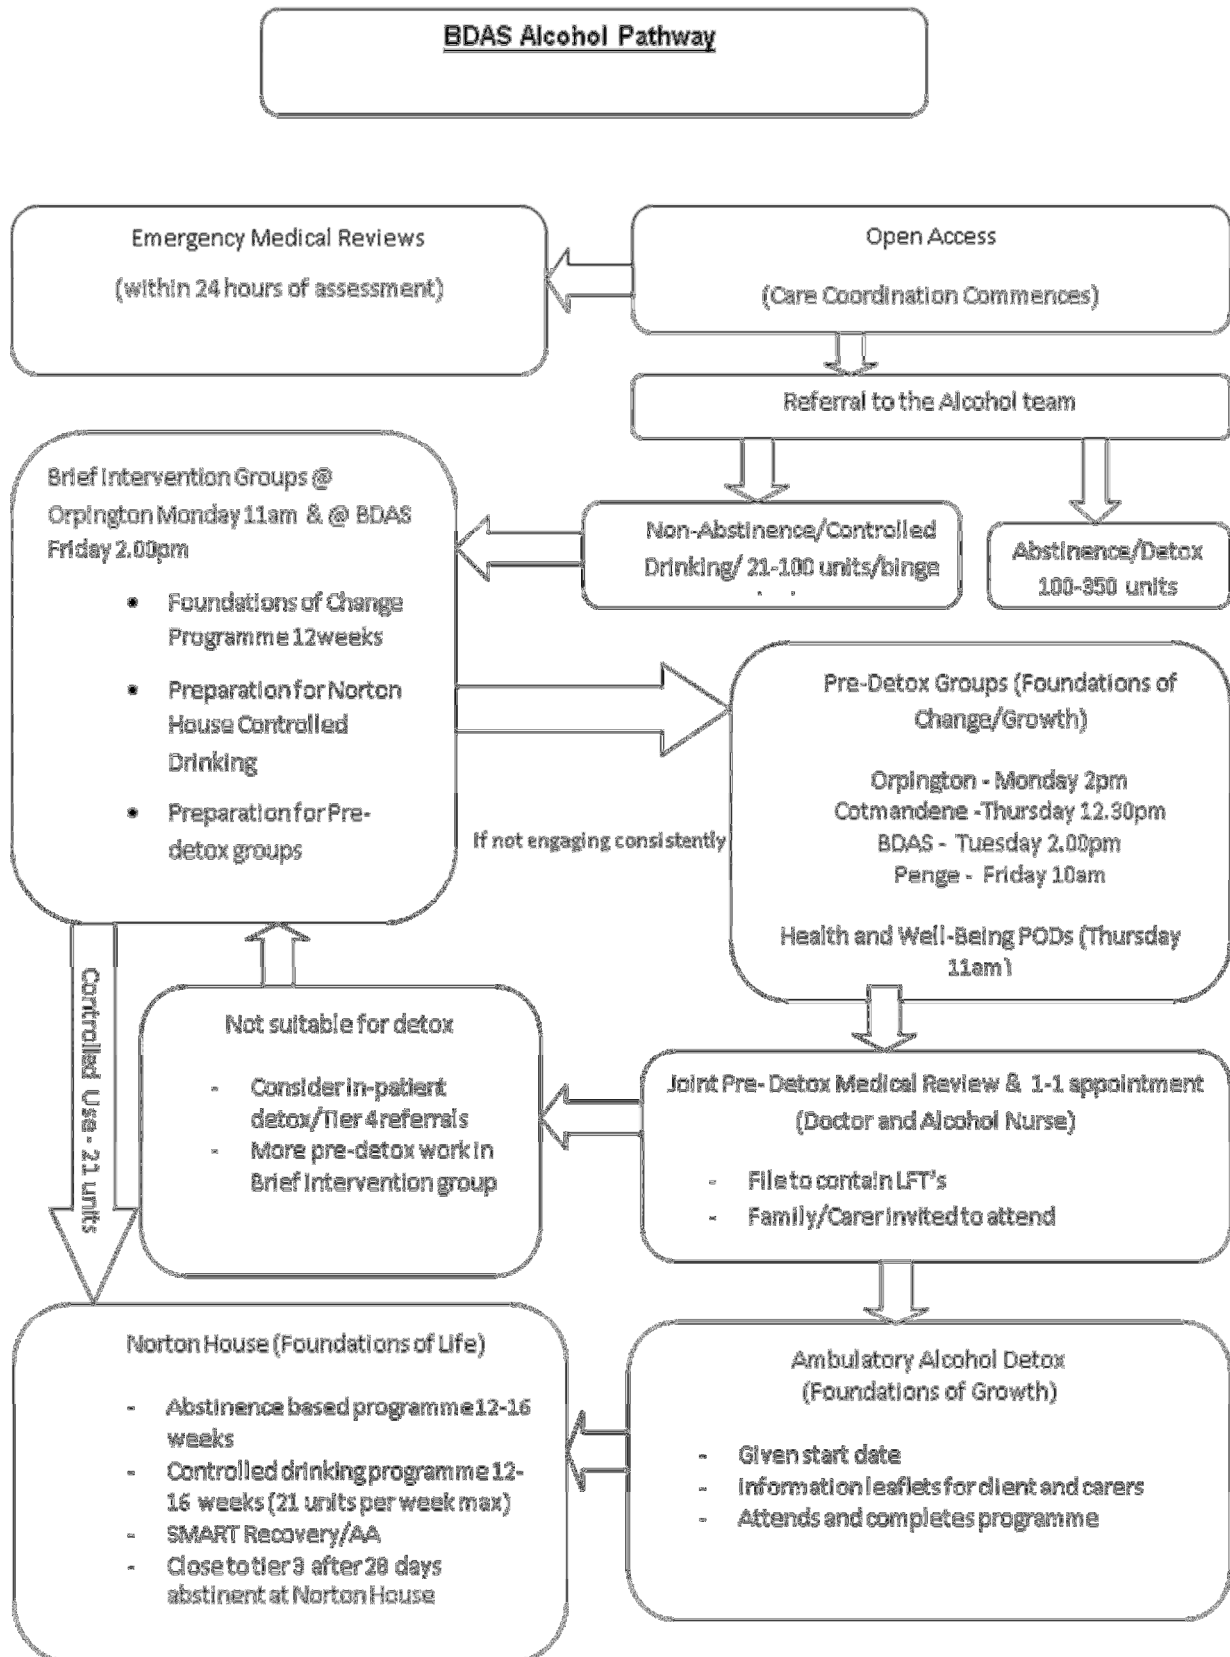 BDAS Alcohol Pathway
Emergency Medical Reviews
(within 24 hours of assessment)
Open Access
(Care Coordination Commences)
Referral to the Alcohol team
Brief Intervention Groups @
Orpington Monday 11am & @ BDAS
Friday 2.00pm
• Foundations of Change
Programme 12weeks
• Preparation for Norton
House Controlled
Drinking
• Preparation for Pre-
detox groups
Non-Abstinence/Controlled
Drinking/ 21-100 units/binge
Abstinence/Detox
100-350 units
Pre-Detox Groups (Foundations of
Change/Growth)
Orpington - Monday 2pm
Cotmandene -Thursday 12.30pm
BDAS - Tuesday 2.00pm
Penge - Friday 10am
Health and Well-Being PODs (Thursday
11am)
If not engaging consistently
Controlled Use - 21 units
Not suitable for detox
- Consider in-patient
detox/Tier 4 referrals
- More pre-detox work in
Brief Intervention group
Joint Pre- Detox Medical Review & 1-1 appointment
(Doctor and Alcohol Nurse)
- File to contain LFT's
- Family/Carer invited to attend
Norton House (Foundations of Life)
- Abstinence based programme 12-16
weeks
- Controlled drinking programme 12-
16 weeks (21 units per week max)
- SMART Recovery/AA
- Close to tier 3 after 28 days
abstinent at Norton House
Ambulatory Alcohol Detox
(Foundations of Growth)
- Given start date
- Information leaflets for client and carers
- Attends and completes programme